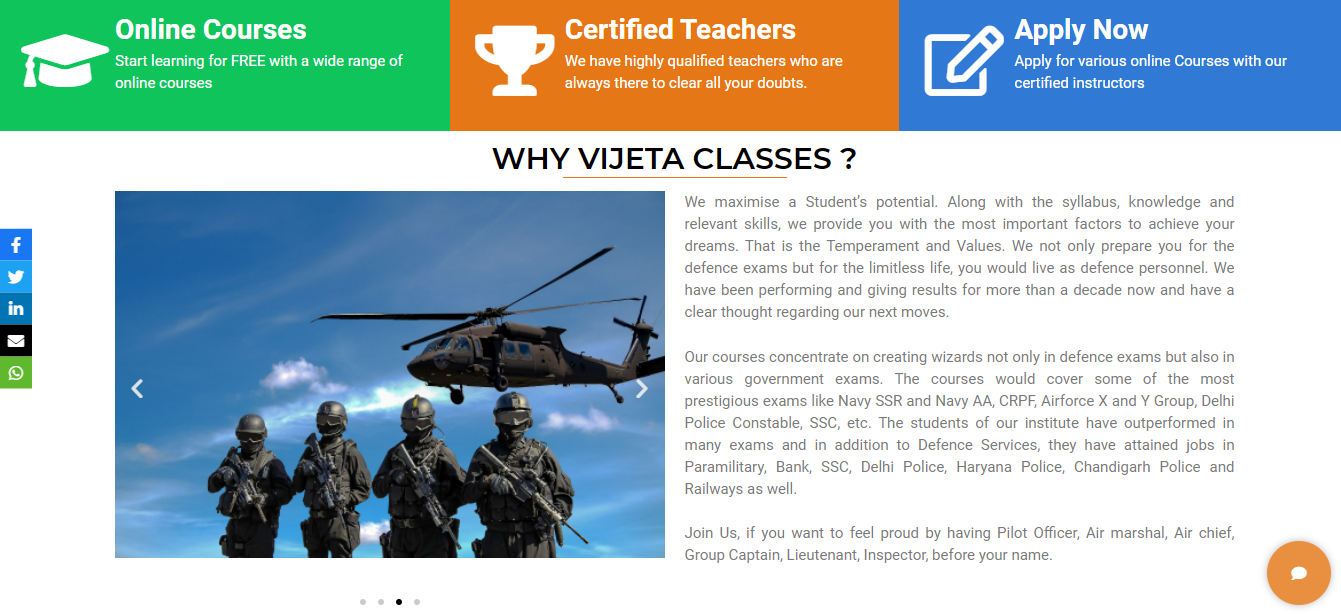 Online Courses
Start learning for FREE with a wide range of
online courses
Certified Teachers
We have highly qualified teachers who are
always there to clear all your doubts.
Apply Now
Apply for various online Courses with our
certified instructors
WHY VIJETA CLASSES ?
We maximise a Student’s potential. Along with the syllabus, knowledge and
relevant skills, we provide you with the most important factors to achieve your
dreams. That is the Temperament and Values. We not only prepare you for the
defence exams but for the limitless life, you would live as defence personnel. We
have been performing and giving results for more than a decade now and have a
clear thought regarding our next moves.
Our courses concentrate on creating wizards not only in defence exams but also in
various government exams. The courses would cover some of the most
prestigious exams like Navy SSR and Navy AA, CRPF, Airforce X and Y Group, Delhi
Police Constable, SSC, etc. The students of our institute have outperformed in
many exams and in addition to Defence Services, they have attained jobs in
Paramilitary, Bank, SSC, Delhi Police, Haryana Police, Chandigarh Police and
Railways as well.
Join Us, if you want to feel proud by having Pilot Officer, Air marshal, Air chief,
Group Captain, Lieutenant, Inspector, before your name.